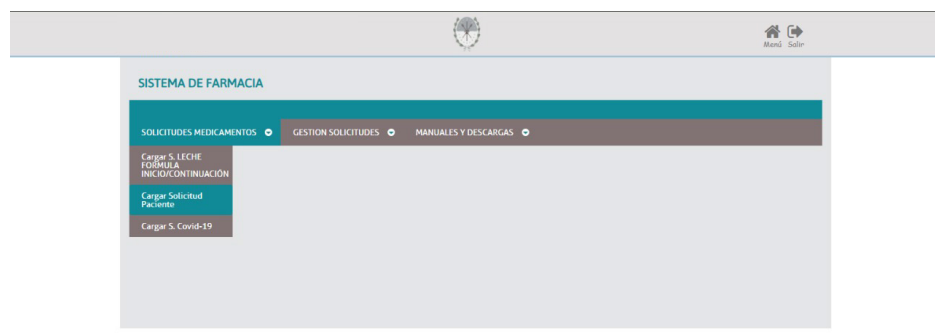 Menú Salir
SISTEMA DE FARMACIA
SOLICITUDES MEDICAMENTOS GESTION SOLICITUDES MANUALES Y DESCARGAS
Cargar S. LECHE
FORMULA
INICIO/CONTINUACIÓN
Cargar Solicitud
Paciente
Cargar S. Covid-19